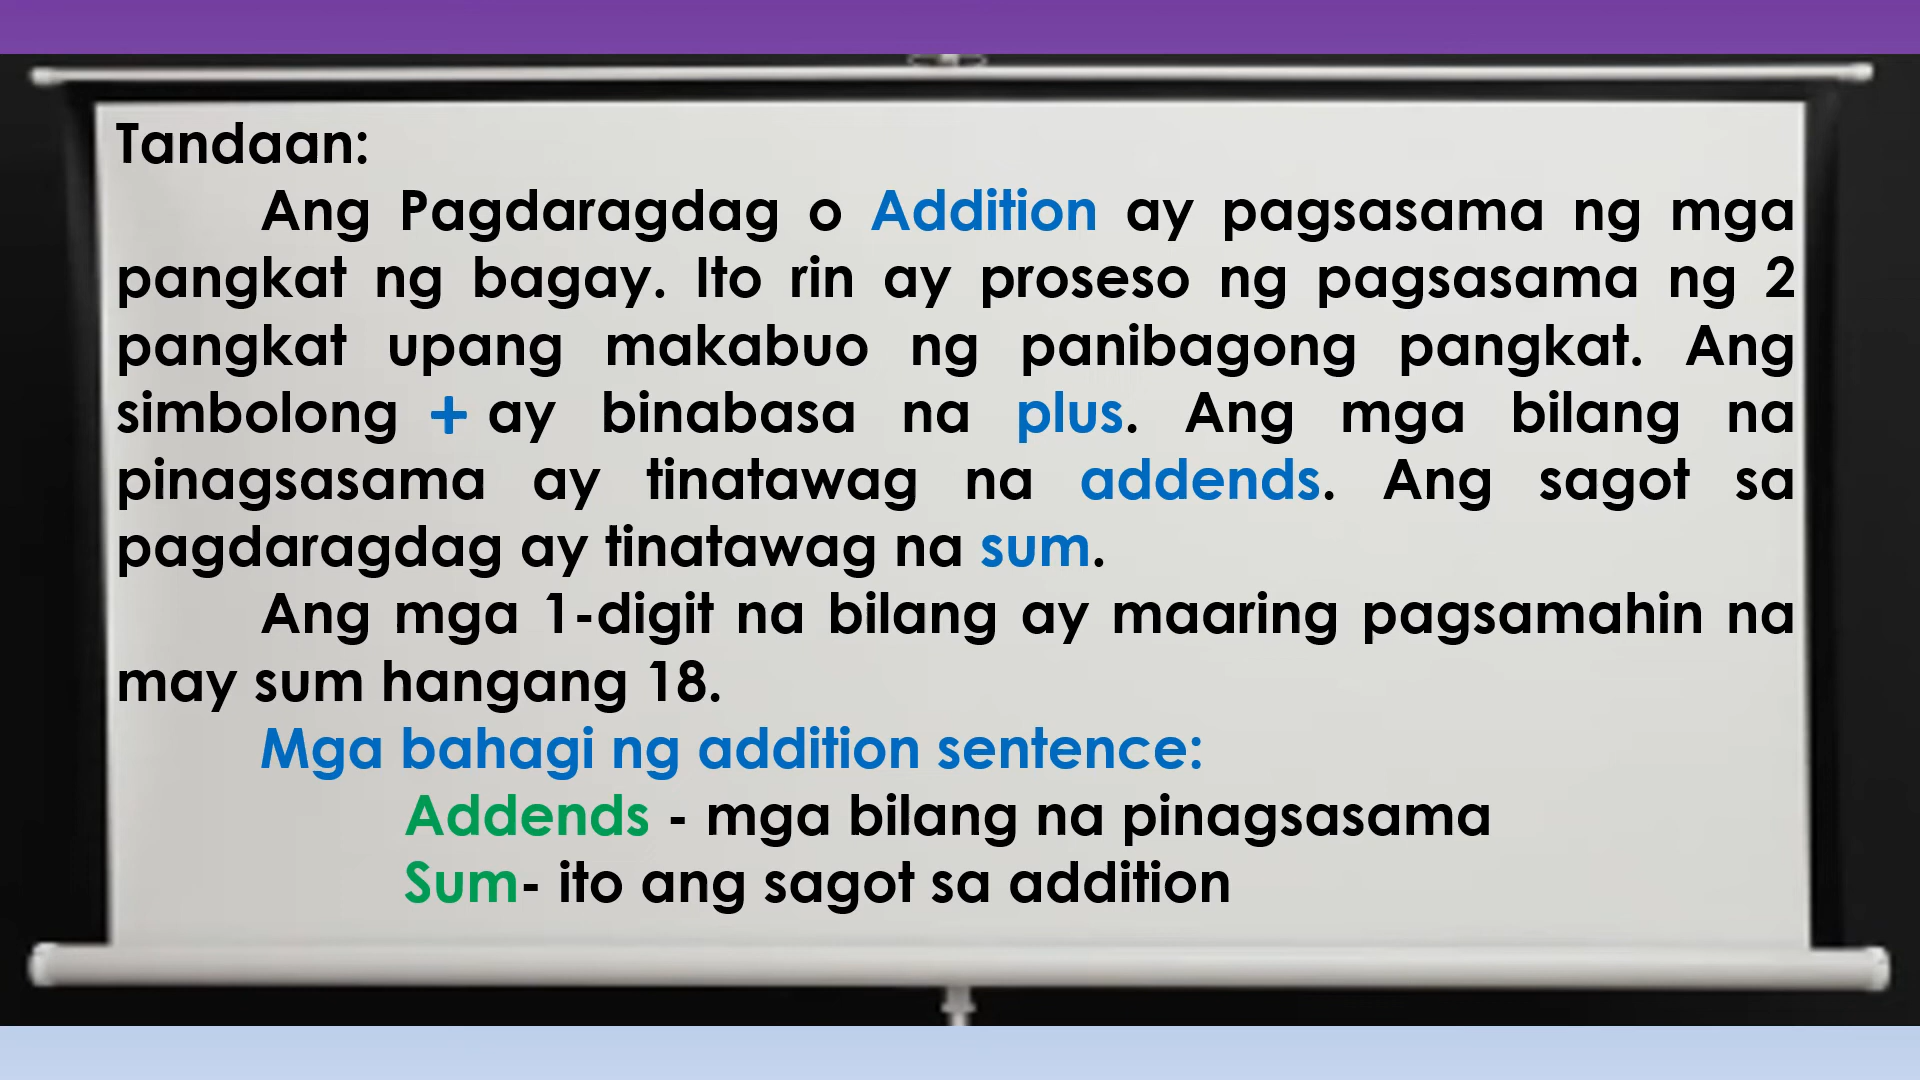 Tandaan:
Ang Pagdaragdag o Addition ay pagsasama ng mga
pangkat ng bagay. Ito rin ay proseso ng pagsasama ng 2
pangkat upang makabuo ng panibagong pangkat. Ang
simbolong + ay binabasa na plus. Ang mga bilang na
pinagsasama ay tinatawag na addends. Ang sagot sa
pagdaragdag ay tinatawag na sum.
Ang mga 1-digit na bilang ay maaring pagsamahin na
may sum hangang 18.
Mga bahagi ng addition sentence:
Addends - mga bilang na pinagsasama
Sum- ito ang sagot sa addition